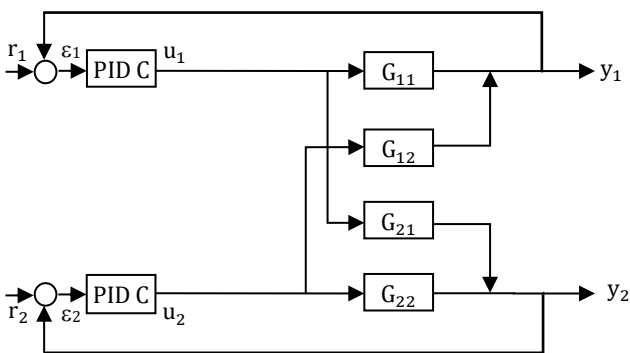 r₁
ε₁
PID C
u₁
G₁₁
y₁
G₁₂
G₂₁
r₂
ε₂
PID C
u₂
G₂₂
y₂